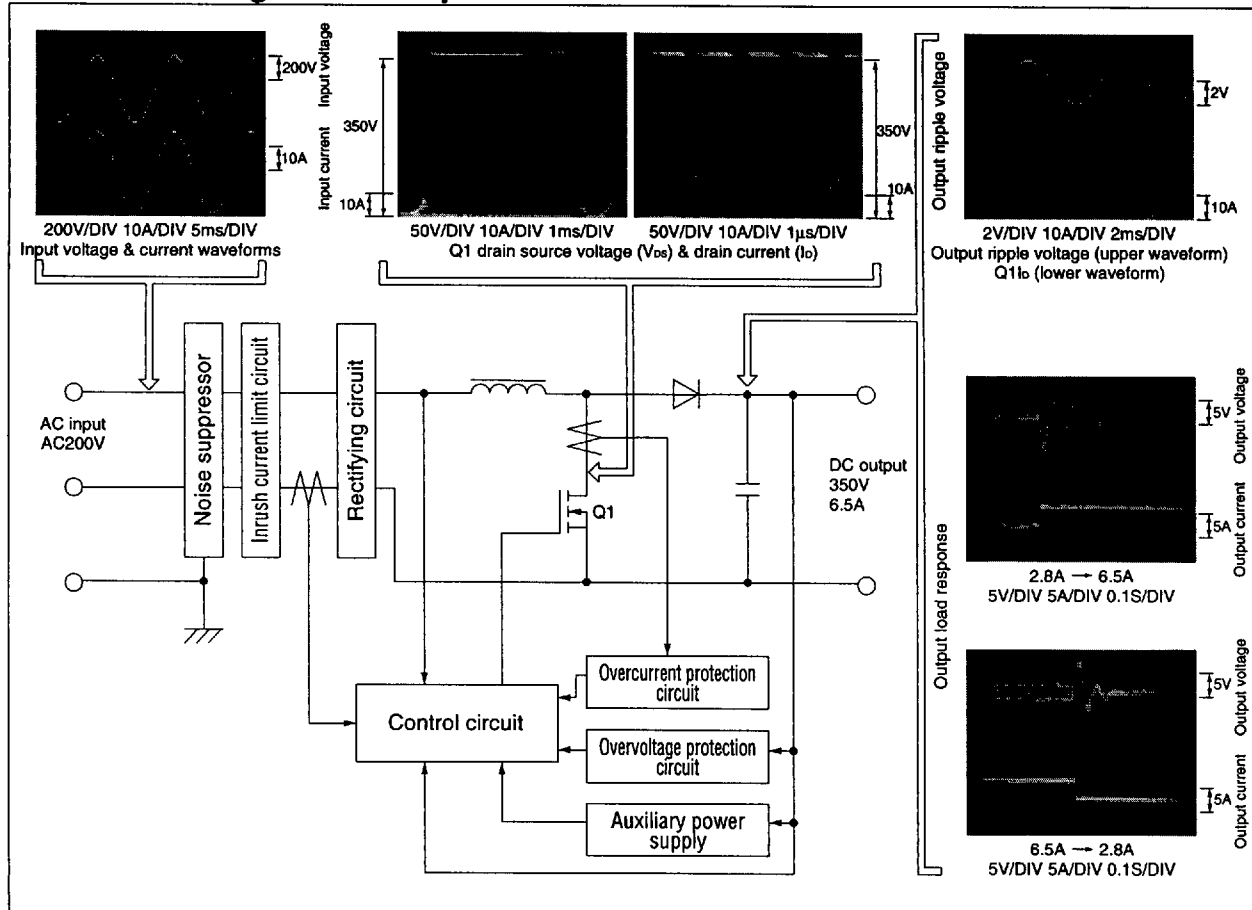 200V
Input voltage
10A
Input current
200V/DIV 10A/DIV 5ms/DIV
Input voltage & current waveforms
350V
10A
50V/DIV 10A/DIV 1ms/DIV
50V/DIV 10A/DIV 1µs/DIV
Q1 drain source voltage (VDS) & drain current (ID)
350V
10A
Output ripple voltage
2V
10A
2V/DIV 10A/DIV 2ms/DIV
Output ripple voltage (upper waveform)
Q1ID (lower waveform)
AC input
AC200V
Noise suppressor
Inrush current limit circuit
Rectifying circuit
Q1
DC output
350V
6.5A
Control circuit
Overcurrent protection
circuit
Overvoltage protection
circuit
Auxiliary power
supply
Output load response
5V
Output voltage
5A
Output current
2.8A → 6.5A
5V/DIV 5A/DIV 0.1S/DIV
5V
Output voltage
5A
Output current
6.5A → 2.8A
5V/DIV 5A/DIV 0.1S/DIV